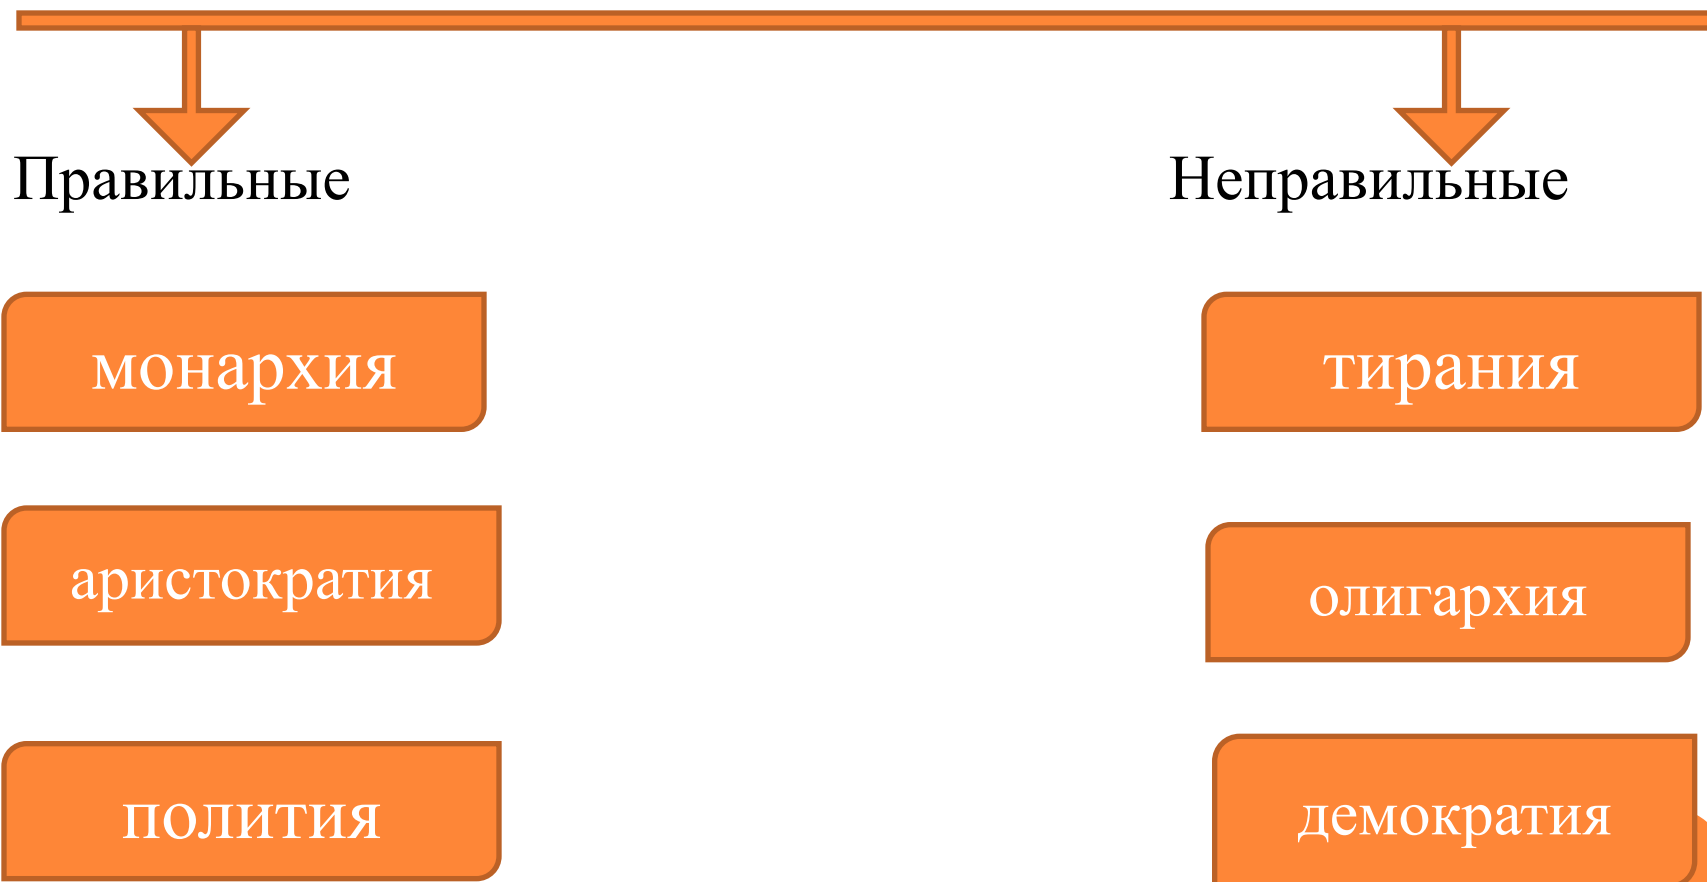 Правильные
Неправильные
монархия
тирания
аристократия
олигархия
полития
демократия